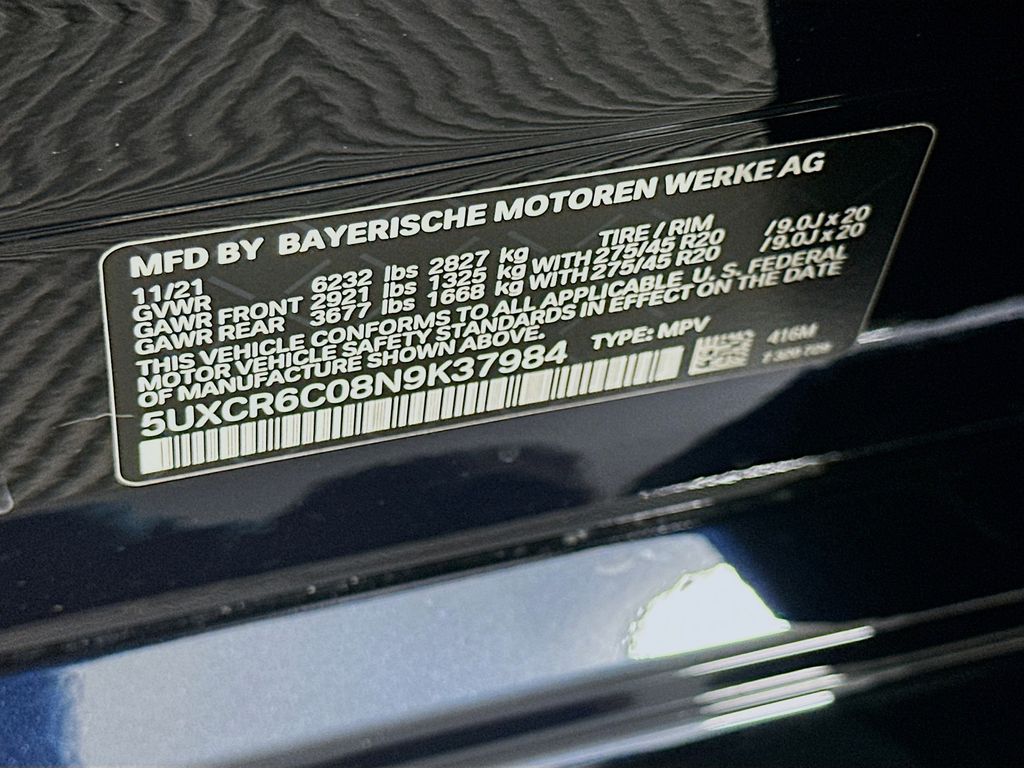 MFD BY BAYERISCHE MOTOREN WERKE AG
11/21 TIRE / RIM
GVWR 6232 lbs 2827 kg
GAWR FRONT 2921 lbs 1325 kg WITH 275/45 R20 / 9.0J x 20
GAWR REAR 3677 lbs 1668 kg WITH 275/45 R20 / 9.0J x 20
THIS VEHICLE CONFORMS TO ALL APPLICABLE U. S. FEDERAL
MOTOR VEHICLE SAFETY STANDARDS IN EFFECT ON THE DATE
OF MANUFACTURE SHOWN ABOVE.
5UXCR6C08N9K37984 TYPE: MPV 416M